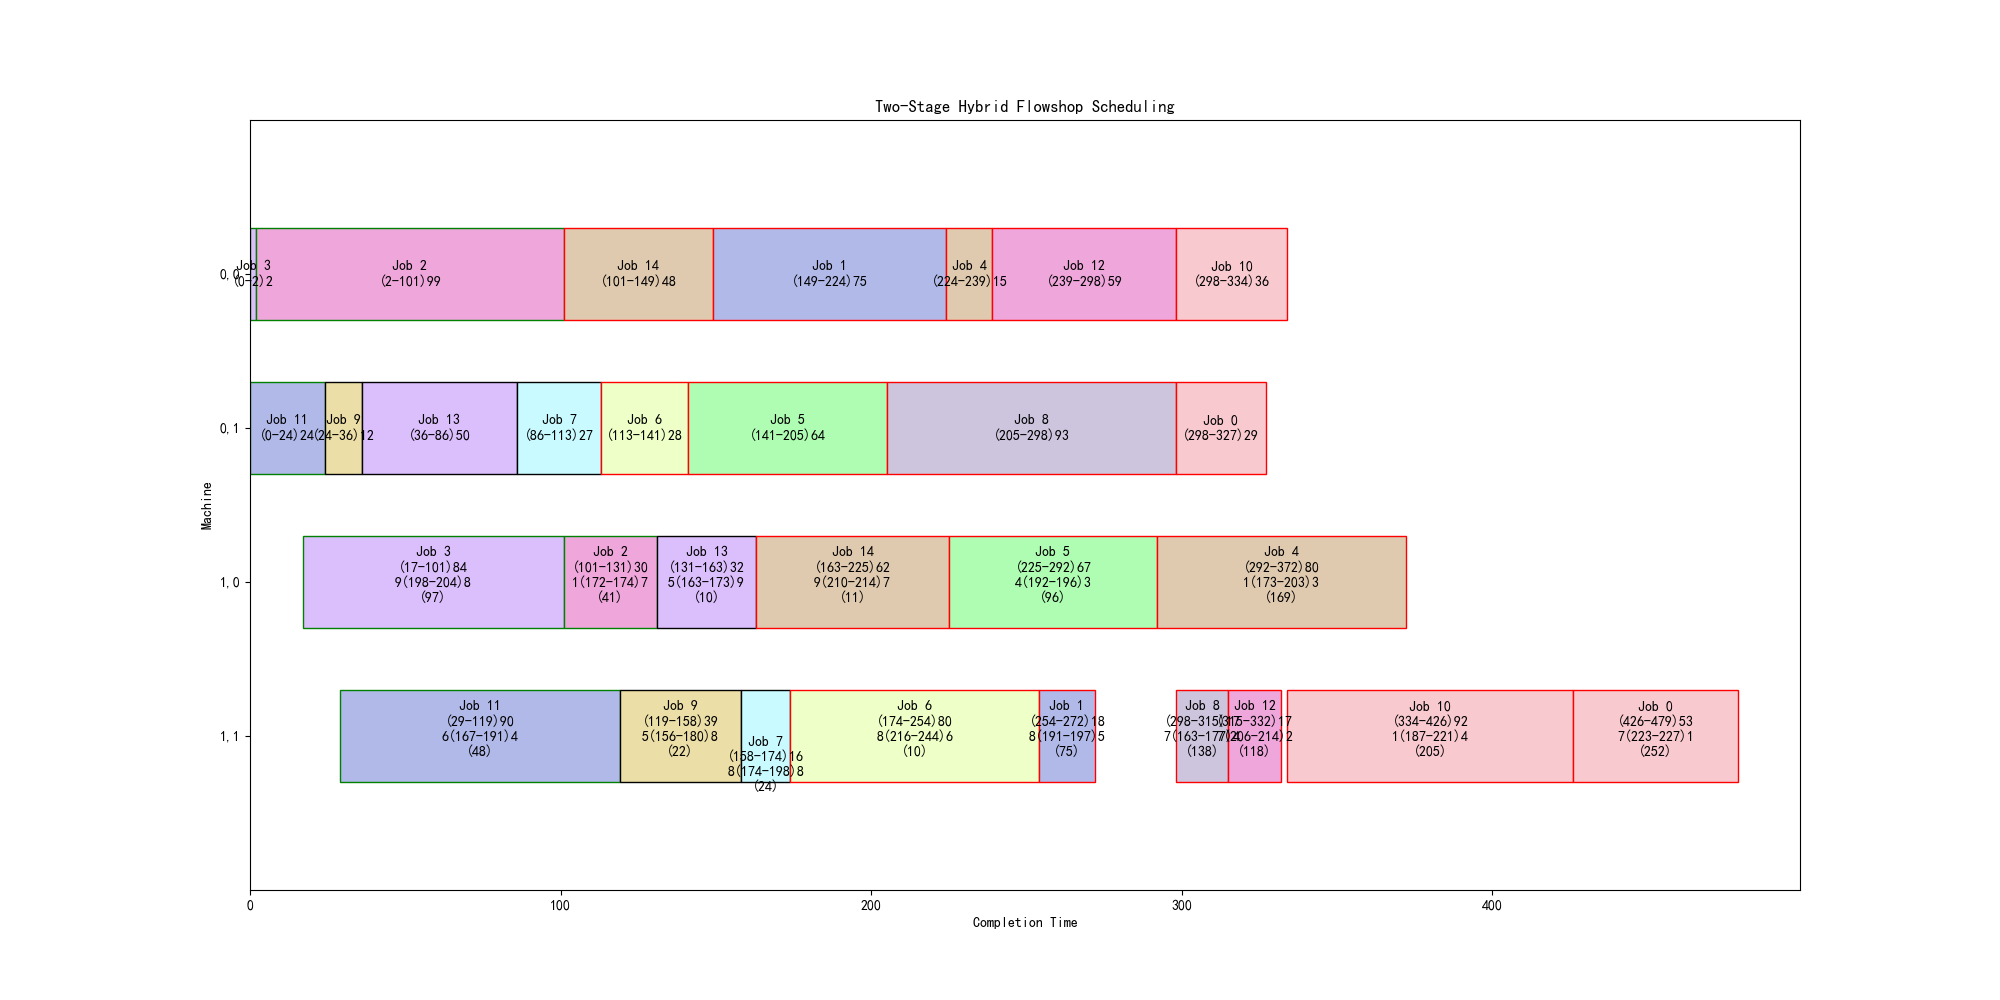 Two-Stage Hybrid Flowshop Scheduling
Machine
0,0
Job 3
(0-2)2
Job 2
(2-101)99
Job 14
(101-149)48
Job 1
(149-224)75
Job 4
(224-239)15
Job 12
(239-298)59
Job 10
(298-334)36
0,1
Job 11
(0-24)24
Job 9
(24-36)12
Job 13
(36-86)50
Job 7
(86-113)27
Job 6
(113-141)28
Job 5
(141-205)64
Job 8
(205-298)93
Job 0
(298-327)29
1,0
Job 3
(17-101)84
9(198-204)8
(97)
Job 2
(101-131)30
1(172-174)7
(41)
Job 13
(131-163)32
5(163-173)9
(10)
Job 14
(163-225)62
9(210-214)7
(11)
Job 5
(225-292)67
4(192-196)3
(96)
Job 4
(292-372)80
1(173-203)3
(169)
1,1
Job 11
(29-119)90
6(167-191)4
(48)
Job 9
(119-158)39
5(156-180)8
(22)
Job 7
(158-174)16
8(174-198)8
(24)
Job 6
(174-254)80
8(216-244)6
(10)
Job 1
(254-272)18
8(191-197)5
(75)
Job 8
(298-315)17
7(163-177)4
(138)
Job 12
(315-332)17
7(206-214)2
(118)
Job 10
(334-426)92
1(187-221)4
(205)
Job 0
(426-479)53
7(223-227)1
(252)
0
100
200
300
400
Completion Time